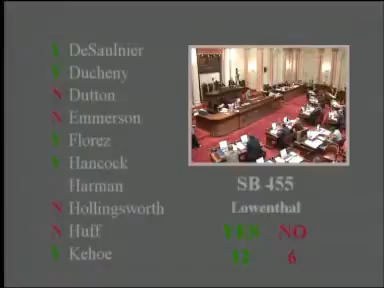 Y DeSaulnier
Y Ducheny
N Dutton
N Emmerson
Y Florez
Y Hancock
Harman
N Hollingsworth
N Huff
Y Kehoe
SB 455
Lowenthal
YES NO
12 6